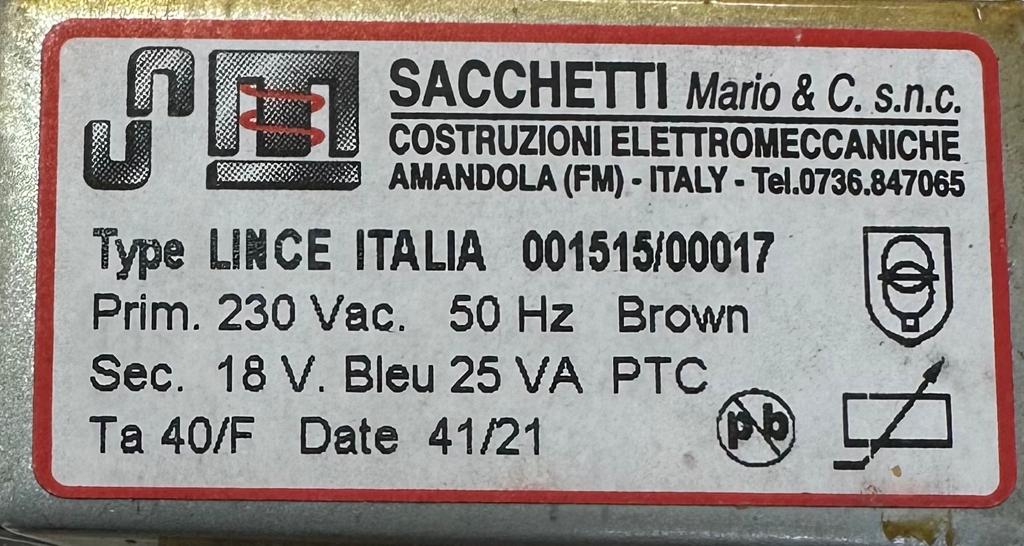 SACCHETTI Mario & C. s.n.c.
COSTRUZIONI ELETTROMECCANICHE
AMANDOLA (FM) - ITALY - Tel.0736.847065
Type LINCE ITALIA 001515/00017
Prim. 230 Vac. 50 Hz Brown
Sec. 18 V. Bleu 25 VA PTC
Ta 40/F Date 41/21
pb